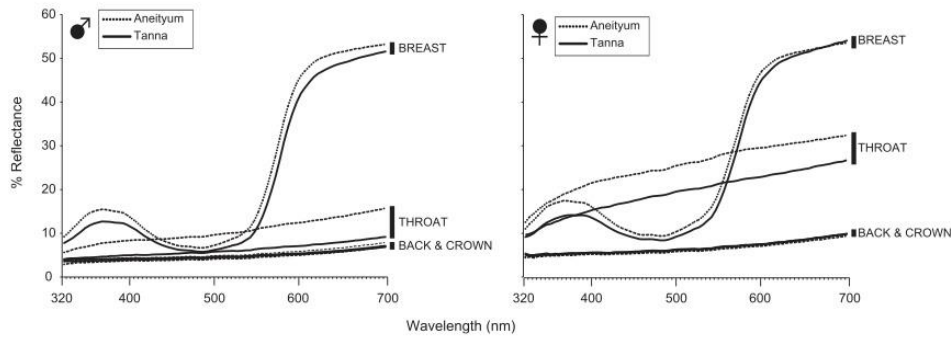 ♂
Aneityum
Tanna
% Reflectance
60
50
40
30
20
10
0
320
400
500
600
700
BREAST
THROAT
BACK & CROWN
♀
Aneityum
Tanna
320
400
500
600
700
BREAST
THROAT
BACK & CROWN
Wavelength (nm)